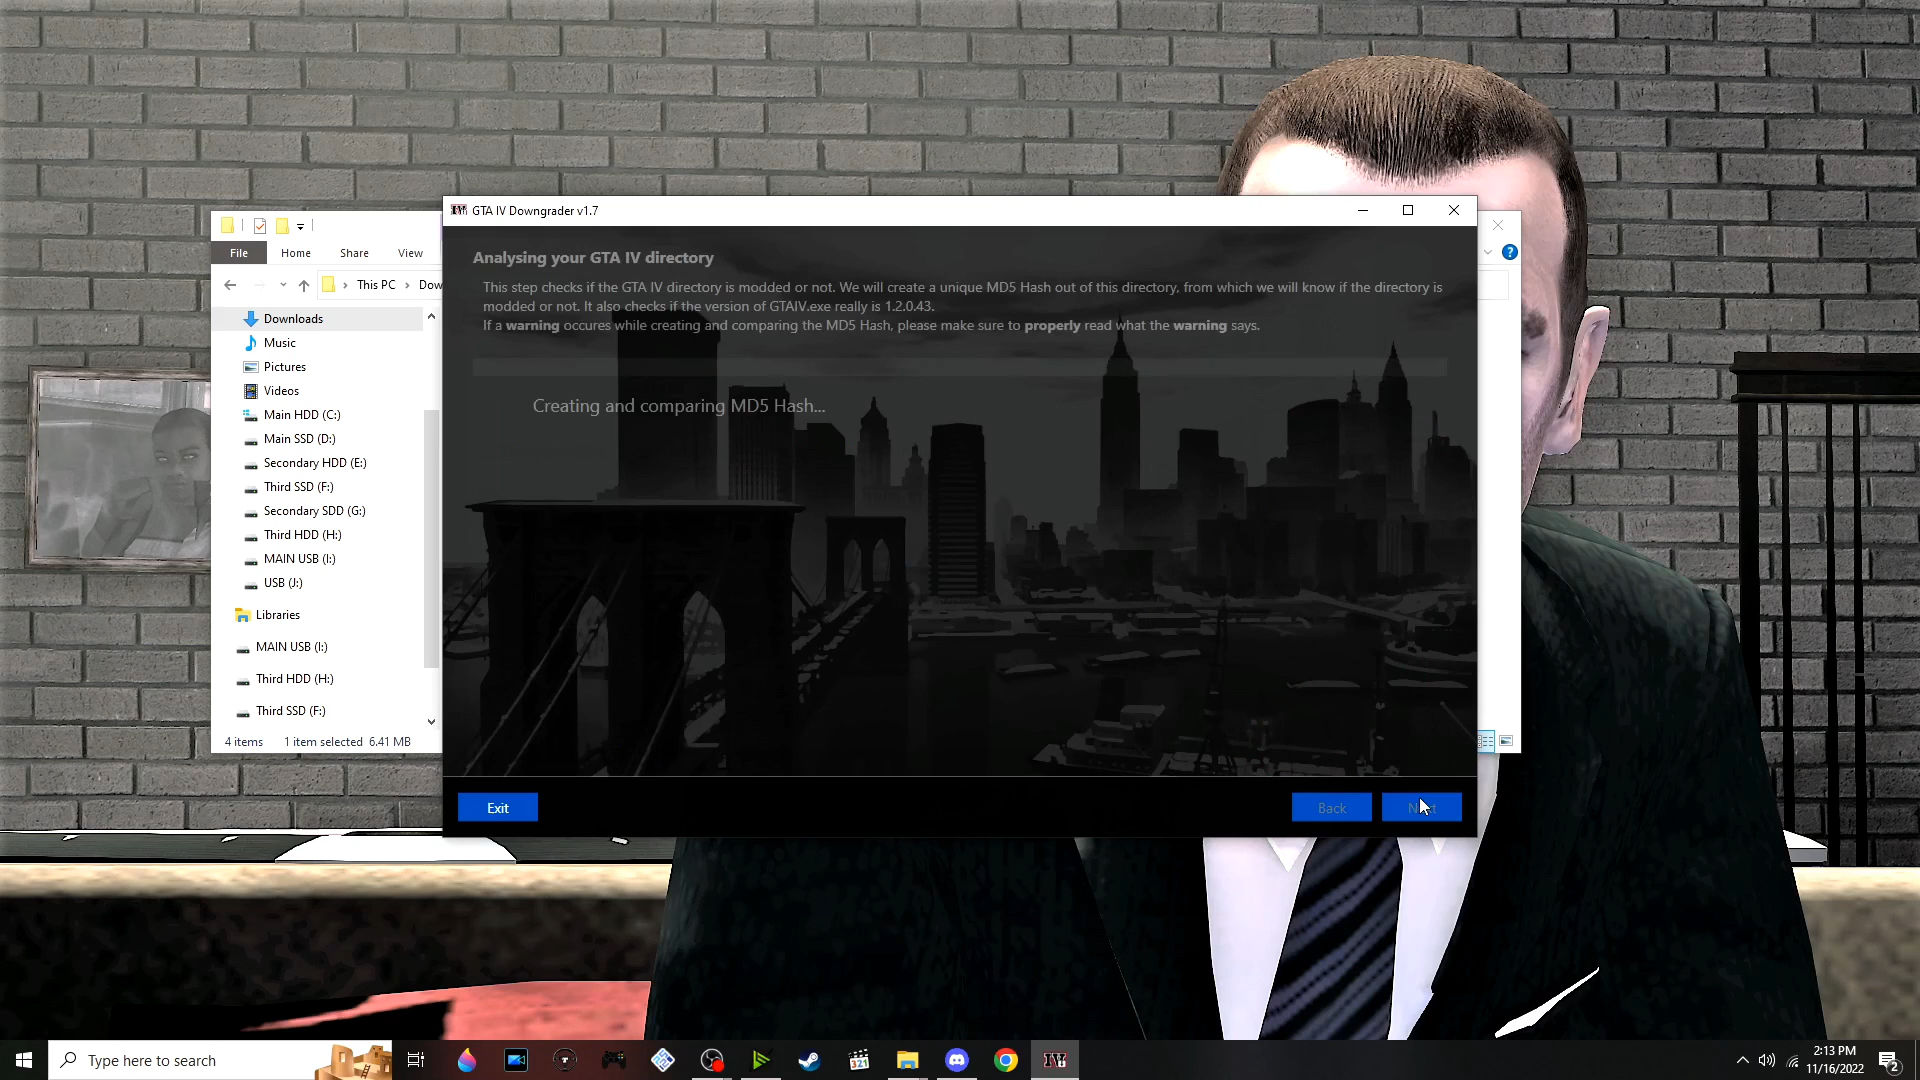 GTA IV Downgrader v1.7
File
Home
Share
View
This PC
Dow
Downloads
Music
Pictures
Videos
Main HDD (C:)
Main SSD (D:)
Secondary HDD (E:)
Third SSD (F:)
Secondary SDD (G:)
Third HDD (H:)
MAIN USB (I:)
USB (J:)
Libraries
MAIN USB (I:)
Third HDD (H:)
Third SSD (F:)
4 items 1 item selected 6.41 MB
Analysing your GTA IV directory
This step checks if the GTA IV directory is modded or not. We will create a unique MD5 Hash out of this directory, from which we will know if the directory is
modded or not. It also checks if the version of GTAIV.exe really is 1.2.0.43.
If a warning occures while creating and comparing the MD5 Hash, please make sure to properly read what the warning says.
Creating and comparing MD5 Hash...
Exit
Back
Next
Type here to search
321
IV
2:13 PM
11/16/2022
2